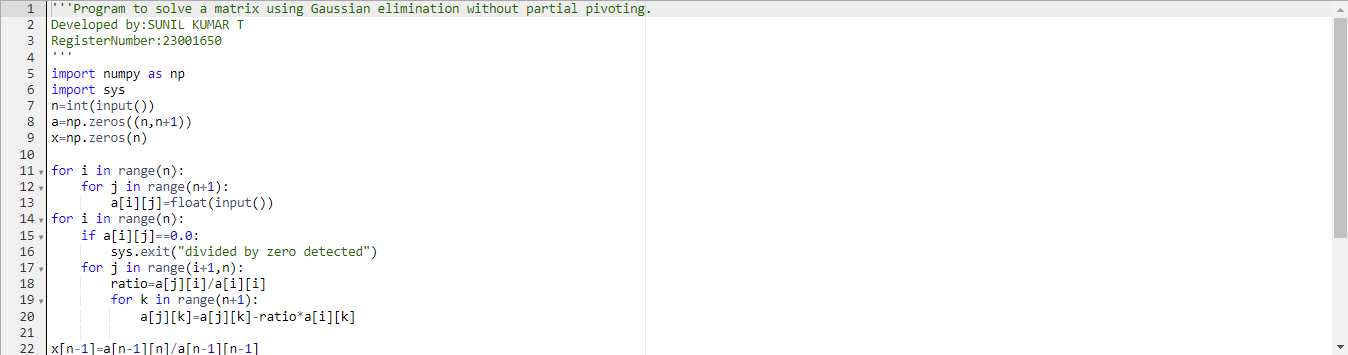 1 '''Program to solve a matrix using Gaussian elimination without partial pivoting.
2 Developed by:SUNIL KUMAR T
3 RegisterNumber:23001650
4 '''
5 import numpy as np
6 import sys
7 n=int(input())
8 a=np.zeros((n,n+1))
9 x=np.zeros(n)
10
11 for i in range(n):
12     for j in range(n+1):
13         a[i][j]=float(input())
14 for i in range(n):
15     if a[i][j]==0.0:
16         sys.exit("divided by zero detected")
17     for j in range(i+1,n):
18         ratio=a[j][i]/a[i][i]
19         for k in range(n+1):
20             a[j][k]=a[j][k]-ratio*a[i][k]
21
22 x[n-1]=a[n-1][n]/a[n-1][n-1]